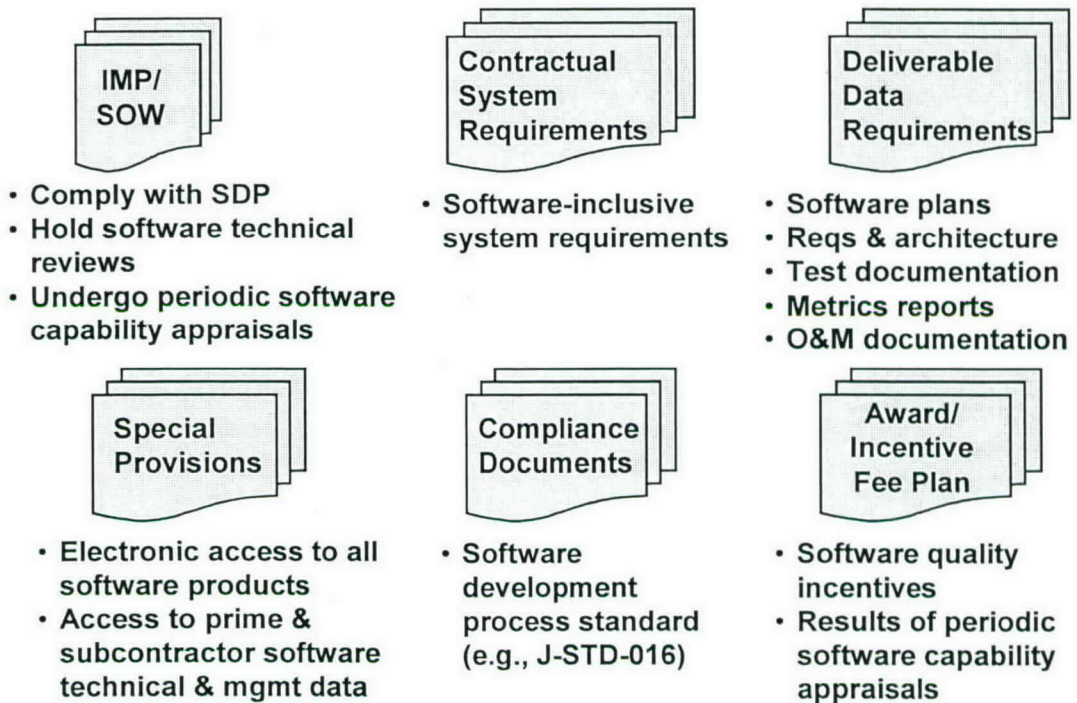 IMP/
SOW
• Comply with SDP
• Hold software technical
reviews
• Undergo periodic software
capability appraisals
Contractual
System
Requirements
• Software-inclusive
system requirements
Deliverable
Data
Requirements
• Software plans
• Reqs & architecture
• Test documentation
• Metrics reports
• O&M documentation
Special
Provisions
• Electronic access to all
software products
• Access to prime &
subcontractor software
technical & mgmt data
Compliance
Documents
• Software
development
process standard
(e.g., J-STD-016)
Award/
Incentive
Fee Plan
• Software quality
incentives
• Results of periodic
software capability
appraisals